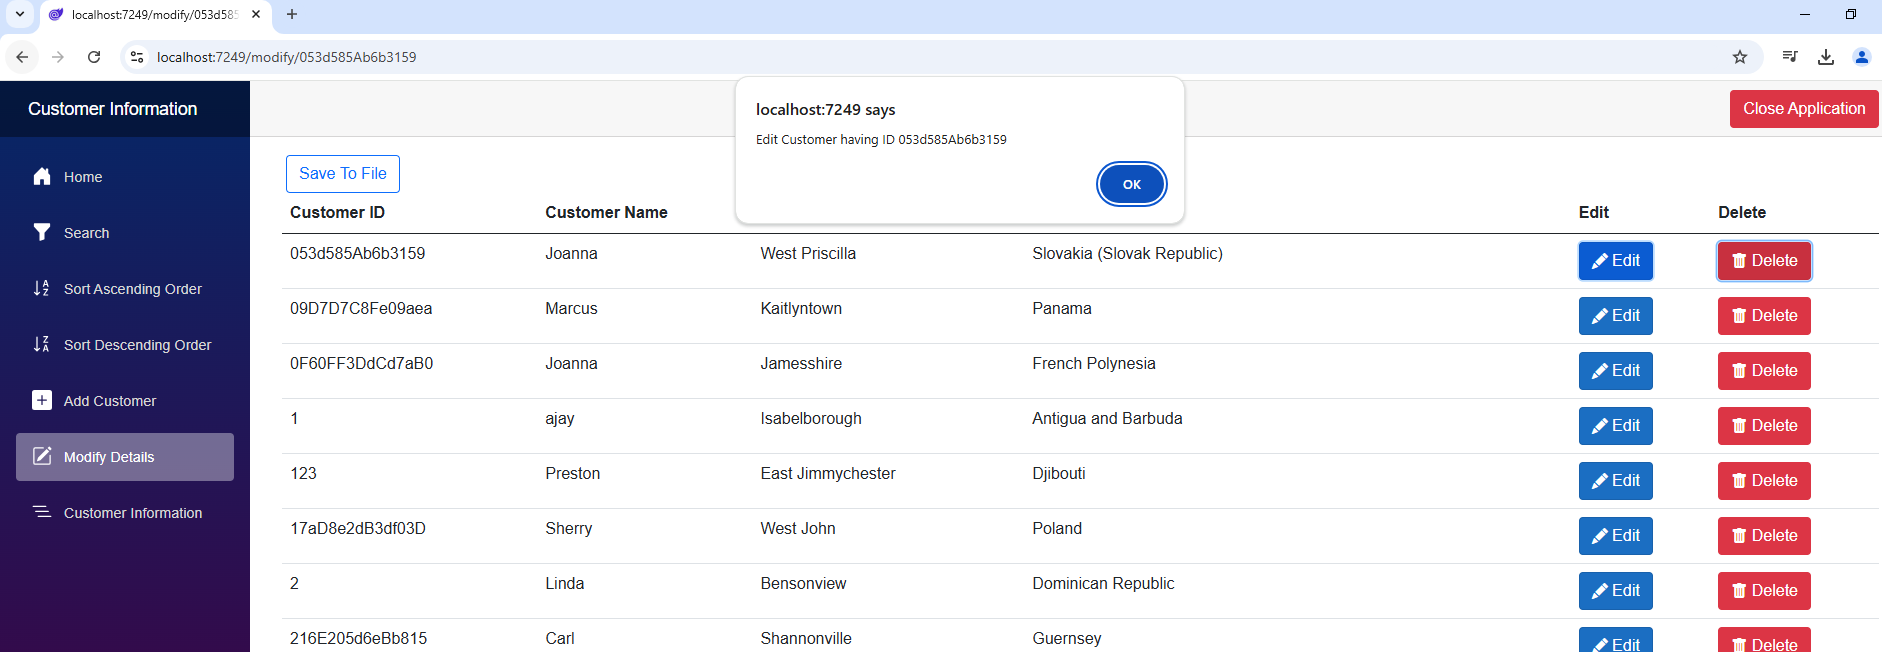 localhost:7249/modify/053d585
localhost:7249/modify/053d585Ab6b3159
Customer Information
Close Application
localhost:7249 says
Edit Customer having ID 053d585Ab6b3159
OK
Home
Search
Sort Ascending Order
Sort Descending Order
Add Customer
Modify Details
Customer Information
Save To File
Customer ID Customer Name Edit Delete
053d585Ab6b3159 Joanna West Priscilla Slovakia (Slovak Republic) Edit Delete
09D7D7C8Fe09aea Marcus Kaitlyntown Panama Edit Delete
0F60FF3DdCd7aB0 Joanna Jamesshire French Polynesia Edit Delete
1 ajay Isabelborough Antigua and Barbuda Edit Delete
123 Preston East Jimmychester Djibouti Edit Delete
17aD8e2dB3df03D Sherry West John Poland Edit Delete
2 Linda Bensonview Dominican Republic Edit Delete
216E205d6eBb815 Carl Shannonville Guernsey Edit Delete